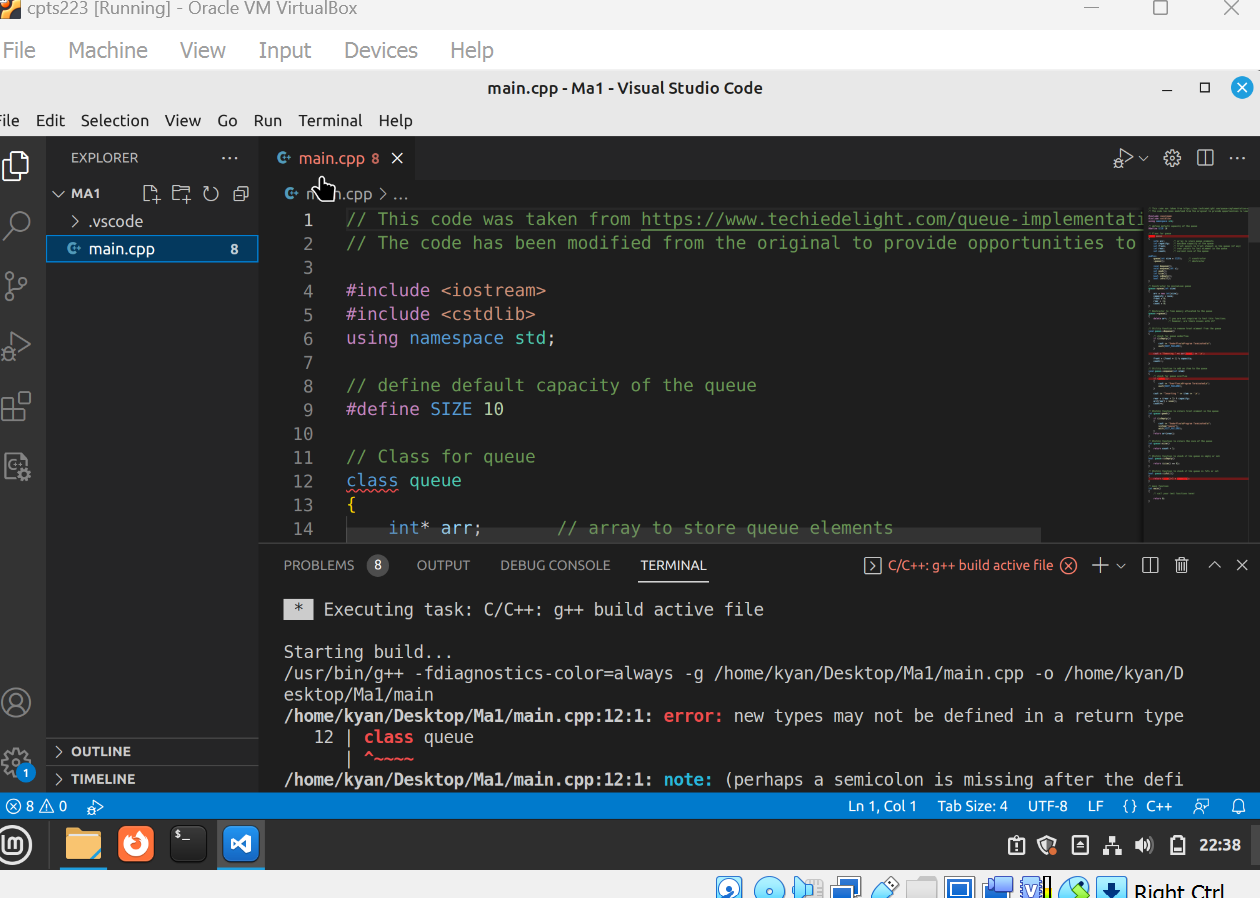 cpts223 [Running] - Oracle VM VirtualBox
File Machine View Input Devices Help
main.cpp - Ma1 - Visual Studio Code
ile Edit Selection View Go Run Terminal Help
EXPLORER
main.cpp 8
MA1
main.cpp > ...
.vscode
main.cpp 8
1 // This code was taken from https://www.techiedelight.com/queue-implementati
2 // The code has been modified from the original to provide opportunities to
3
4 #include <iostream>
5 #include <cstdlib>
6 using namespace std;
7
8 // define default capacity of the queue
9 #define SIZE 10
10
11 // Class for queue
12 class queue
13 {
14 int* arr; // array to store queue elements
PROBLEMS 8 OUTPUT DEBUG CONSOLE TERMINAL C/C++: g++ build active file
* Executing task: C/C++: g++ build active file
Starting build...
/usr/bin/g++ -fdiagnostics-color=always -g /home/kyan/Desktop/Ma1/main.cpp -o /home/kyan/D
esktop/Ma1/main
/home/kyan/Desktop/Ma1/main.cpp:12:1: error: new types may not be defined in a return type
12 | class queue
| ^~~~~
/home/kyan/Desktop/Ma1/main.cpp:12:1: note: (perhaps a semicolon is missing after the defi
OUTLINE
TIMELINE
1
8 0 Ln 1, Col 1 Tab Size: 4 UTF-8 LF {} C++
22:38
Right Ctrl